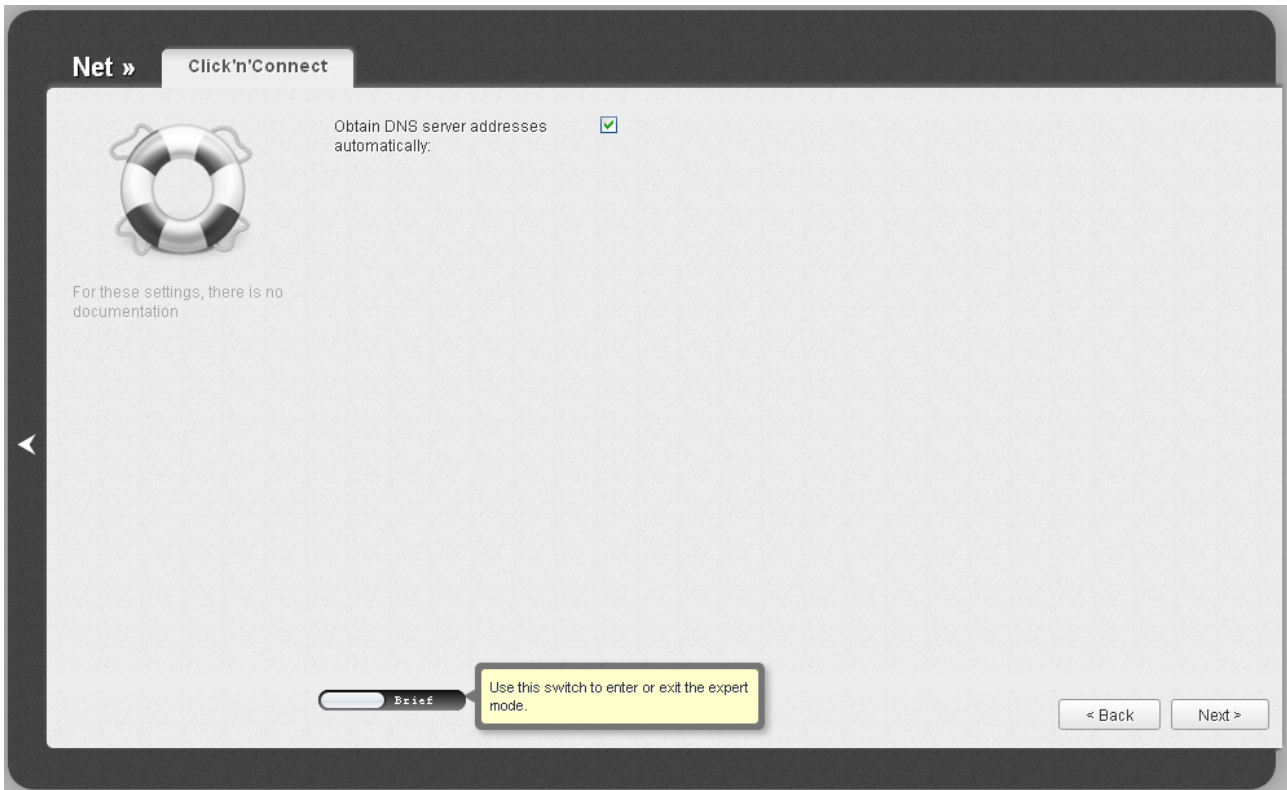 Net »
Click'n'Connect
Obtain DNS server addresses
automatically:
For these settings, there is no
documentation
Brief
Use this switch to enter or exit the expert
mode.
< Back
Next >